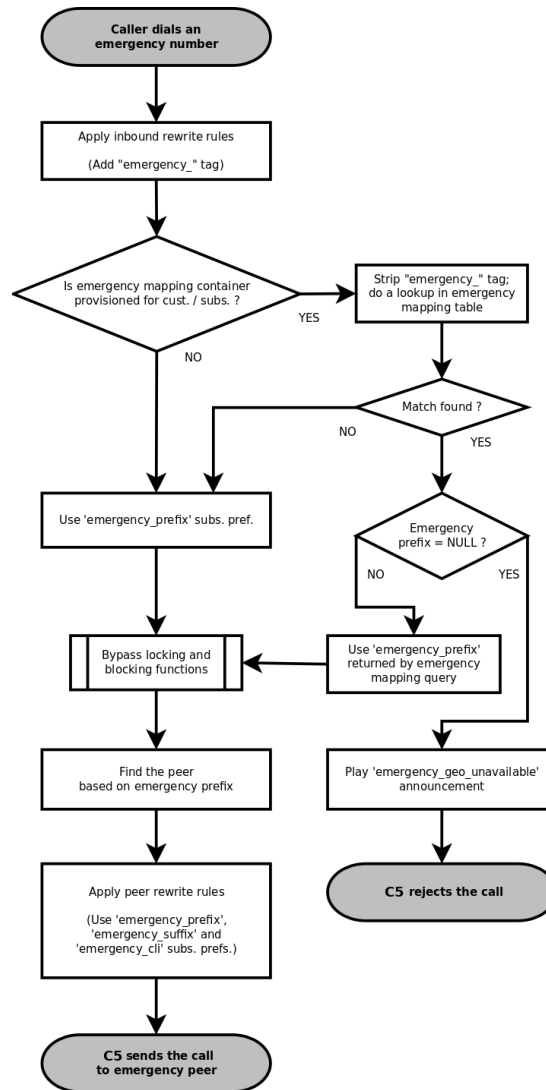 Caller dials an
emergency number
Apply inbound rewrite rules
(Add "emergency_" tag)
Is emergency mapping container
provisioned for cust. / subs. ?
YES
NO
Strip "emergency_" tag;
do a lookup in emergency
mapping table
Match found ?
NO
YES
Use 'emergency_prefix' subs. pref.
Emergency
prefix = NULL ?
NO
YES
Bypass locking and
blocking functions
Use 'emergency_prefix'
returned by emergency
mapping query
Find the peer
based on emergency prefix
Play 'emergency_geo_unavailable'
announcement
Apply peer rewrite rules
(Use 'emergency_prefix',
'emergency_suffix' and
'emergency_cli' subs. prefs.)
C5 rejects the call
C5 sends the call
to emergency peer